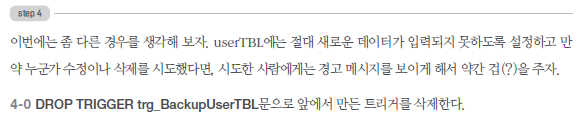 step 4
이번에는 좀 다른 경우를 생각해 보자. userTBL에는 절대 새로운 데이터가 입력되지 못하도록 설정하고 만
약 누군가 수정이나 삭제를 시도했다면, 시도한 사람에게는 경고 메시지를 보이게 해서 약간 겁(?)을 주자.
4-0 DROP TRIGGER trg_BackupUserTBL문으로 앞에서 만든 트리거를 삭제한다.